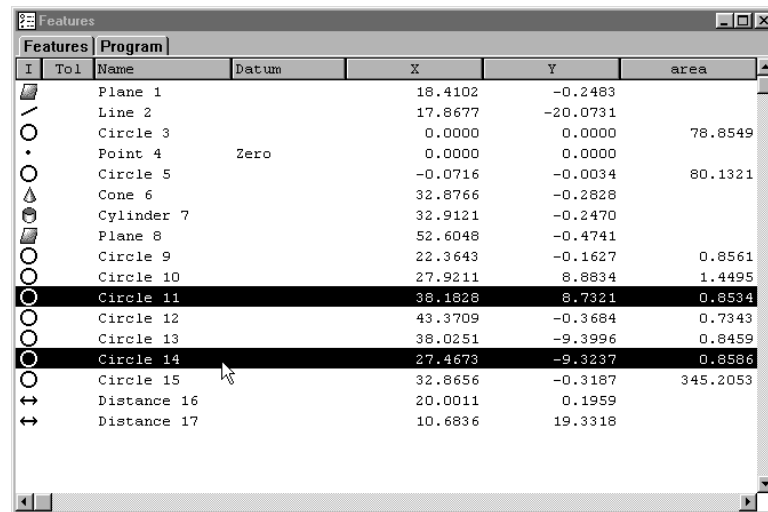 Features
Features Program
I Tol Name Datum X Y area
Plane 1 18.4102 -0.2483
Line 2 17.8677 -20.0731
Circle 3 0.0000 0.0000 78.8549
Point 4 Zero 0.0000 0.0000
Circle 5 -0.0716 -0.0034 80.1321
Cone 6 32.8766 -0.2828
Cylinder 7 32.9121 -0.2470
Plane 8 52.6048 -0.4741
Circle 9 22.3643 -0.1627 0.8561
Circle 10 27.9211 8.8834 1.4495
Circle 11 38.1828 8.7321 0.8534
Circle 12 43.3709 -0.3684 0.7343
Circle 13 38.0251 -9.3996 0.8459
Circle 14 27.4673 -9.3237 0.8586
Circle 15 32.8656 -0.3187 345.2053
Distance 16 20.0011 0.1959
Distance 17 10.6836 19.3318